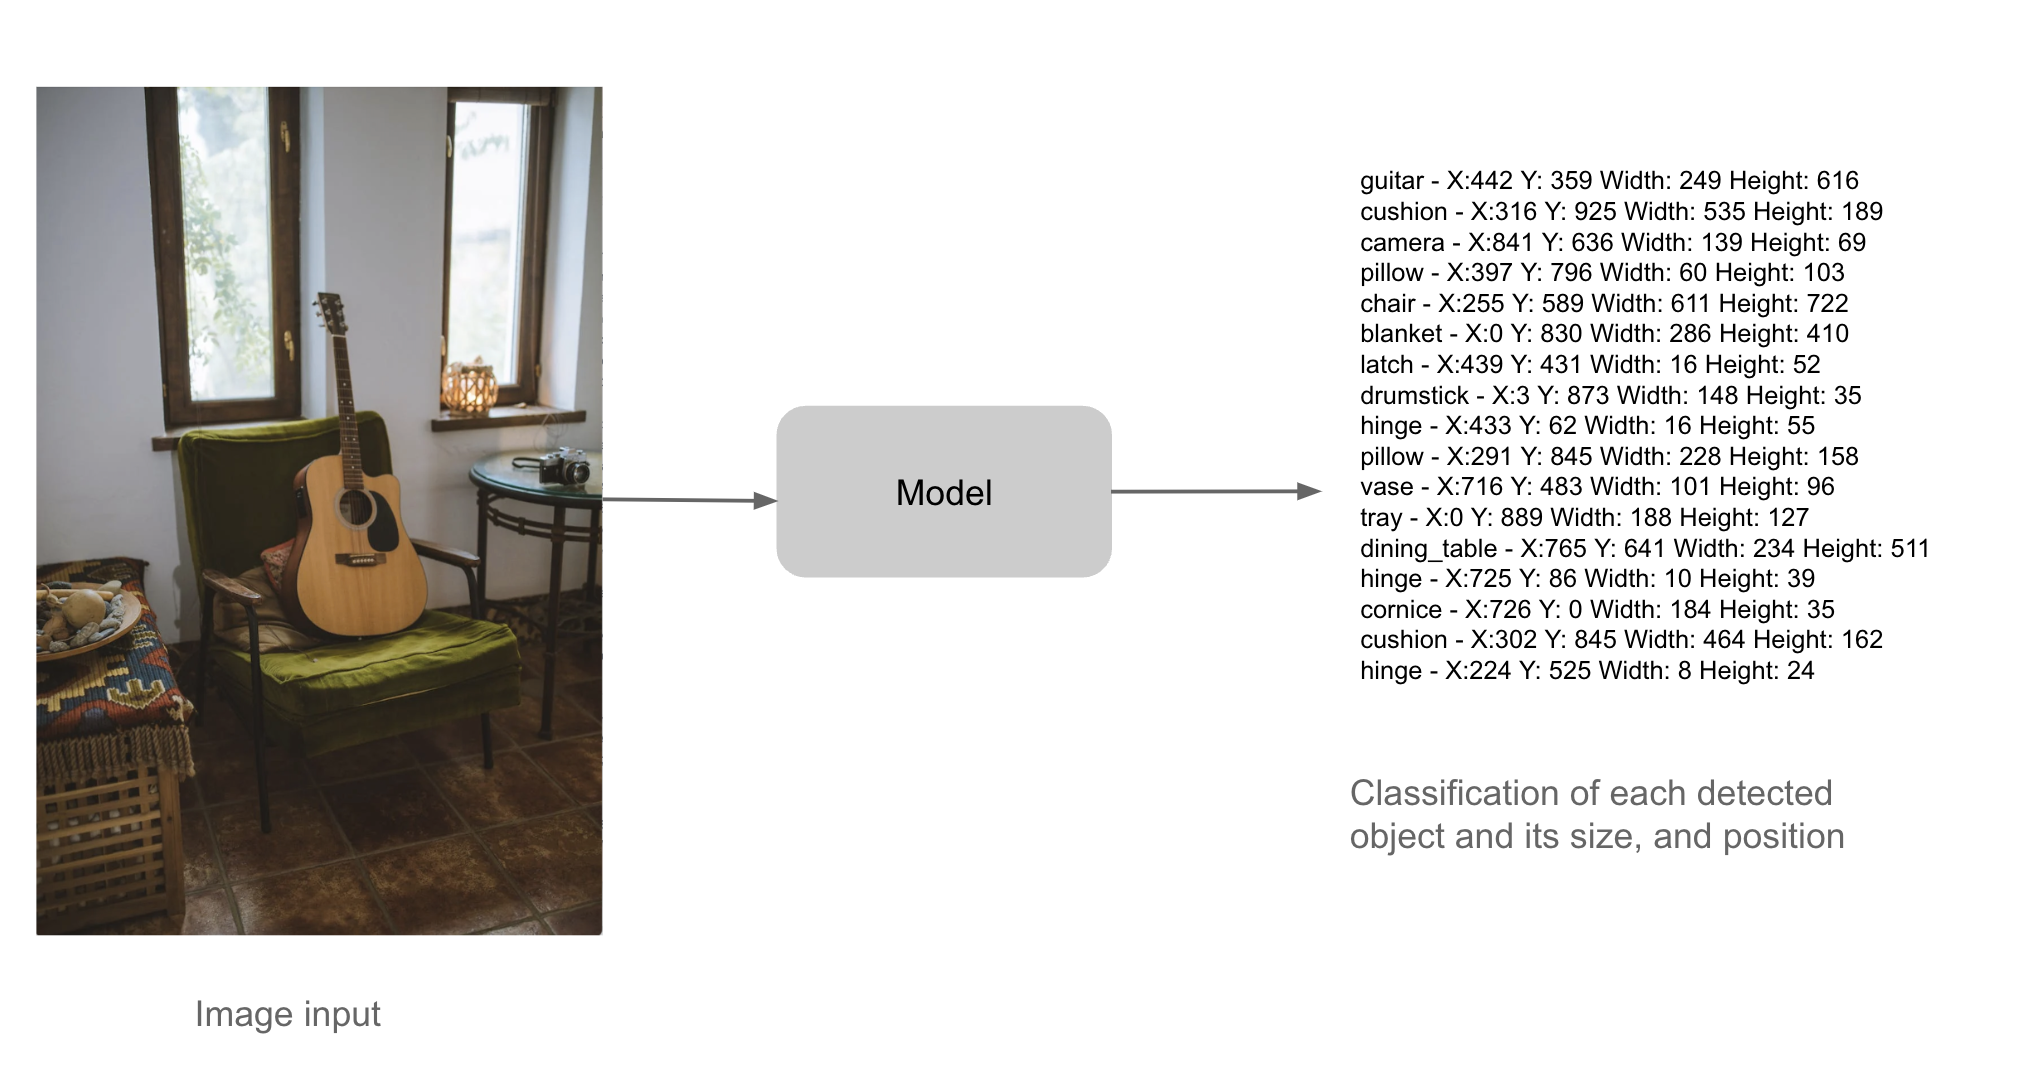 guitar - X:442 Y: 359 Width: 249 Height: 616
cushion - X:316 Y: 925 Width: 535 Height: 189
camera - X:841 Y: 636 Width: 139 Height: 69
pillow - X:397 Y: 796 Width: 60 Height: 103
chair - X:255 Y: 589 Width: 611 Height: 722
blanket - X:0 Y: 830 Width: 286 Height: 410
latch - X:439 Y: 431 Width: 16 Height: 52
drumstick - X:3 Y: 873 Width: 148 Height: 35
hinge - X:433 Y: 62 Width: 16 Height: 55
pillow - X:291 Y: 845 Width: 228 Height: 158
vase - X:716 Y: 483 Width: 101 Height: 96
tray - X:0 Y: 889 Width: 188 Height: 127
dining_table - X:765 Y: 641 Width: 234 Height: 511
hinge - X:725 Y: 86 Width: 10 Height: 39
cornice - X:726 Y: 0 Width: 184 Height: 35
cushion - X:302 Y: 845 Width: 464 Height: 162
hinge - X:224 Y: 525 Width: 8 Height: 24
Model
Classification of each detected
object and its size, and position
Image input